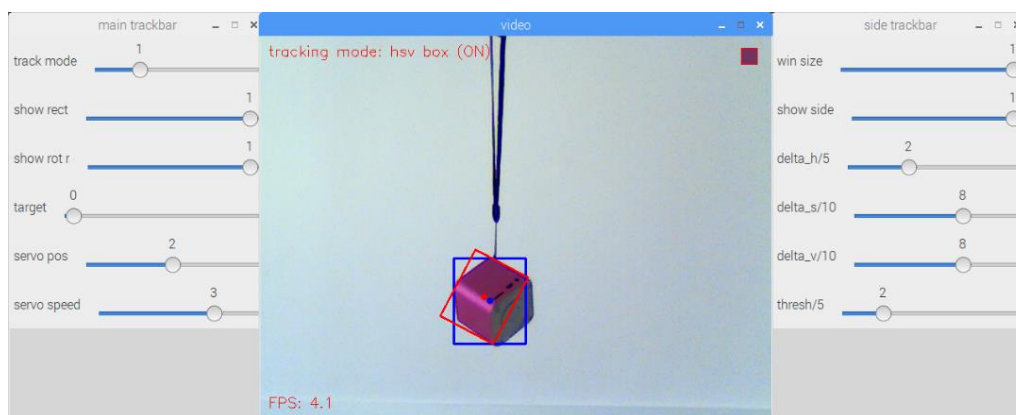 main trackbar
1
track mode
1
show rect
1
show rot r
0
target
2
servo pos
3
servo speed
video
tracking mode: hsv box (ON)
FPS: 4.1
side trackbar
1
win size
1
show side
2
delta_h/5
8
delta_s/10
8
delta_v/10
2
thresh/5